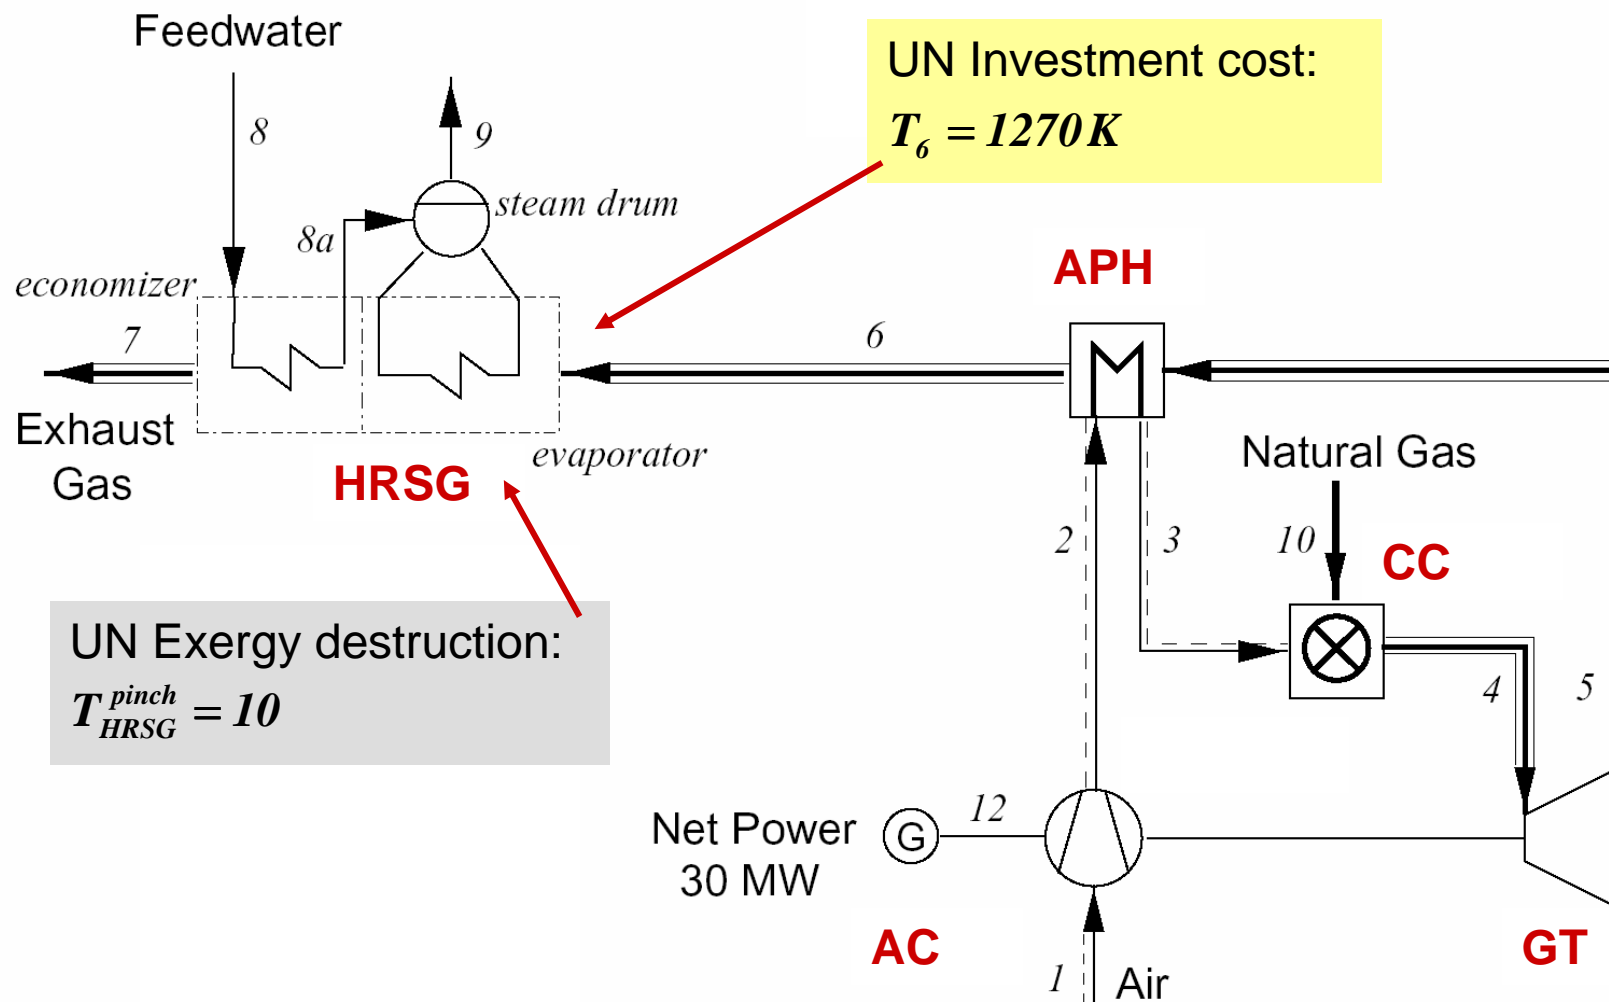 Feedwater
UN Investment cost:
T_6 = 1270 K
8
9
steam drum
8a
APH
economizer
7
6
Exhaust
Gas
evaporator
HRSG
Natural Gas
2
3
10
CC
UN Exergy destruction:
T_{HRSG}^{pinch} = 10
4
5
Net Power
30 MW
G
12
AC
GT
1
Air